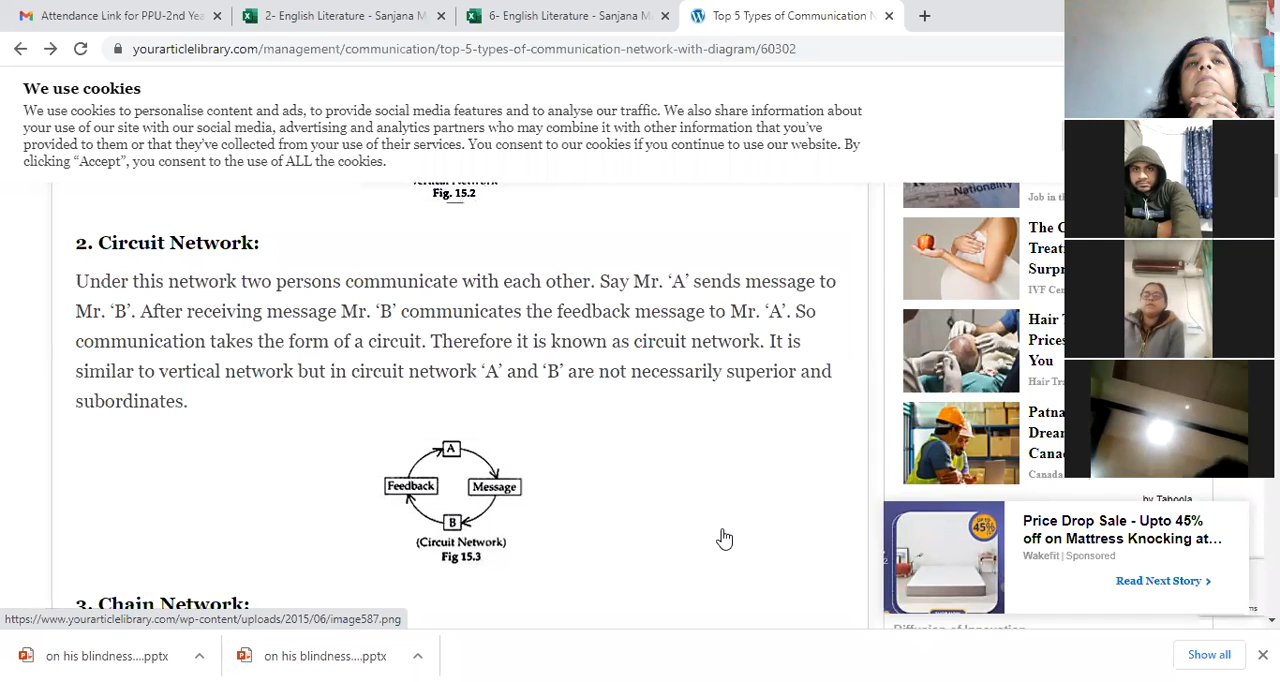 Attendance Link for PPU-2nd Yea
2- English Literature - Sanjana M
6- English Literature - Sanjana M
Top 5 Types of Communication N
yourarticlelibrary.com/management/communication/top-5-types-of-communication-network-with-diagram/60302
We use cookies
We use cookies to personalise content and ads, to provide social media features and to analyse our traffic. We also share information about
your use of our site with our social media, advertising and analytics partners who may combine it with other information that you've
provided to them or that they've collected from your use of their services. You consent to our cookies if you continue to use our website. By
clicking "Accept", you consent to the use of ALL the cookies.
Fig. 15.2
2. Circuit Network:
Under this network two persons communicate with each other. Say Mr. ‘A’ sends message to
Mr. ‘B’. After receiving message Mr. ‘B’ communicates the feedback message to Mr. ‘A’. So
communication takes the form of a circuit. Therefore it is known as circuit network. It is
similar to vertical network but in circuit network ‘A’ and ‘B’ are not necessarily superior and
subordinates.
A
Feedback
Message
B
(Circuit Network)
Fig 15.3
3. Chain Network:
Nationality
Job in th
The C
Treati
Surpr
IVF Cen
Hair T
Prices
You
Hair Tra
Patna
Drean
Canad
Canada
by Taboola
45%
Price Drop Sale - Upto 45%
off on Mattress Knocking at...
Wakefit | Sponsored
Read Next Story >
Diffusion of Innovation
https://www.yourarticlelibrary.com/wp-content/uploads/2015/06/image587.png
on his blindness....pptx
on his blindness....pptx
Show all